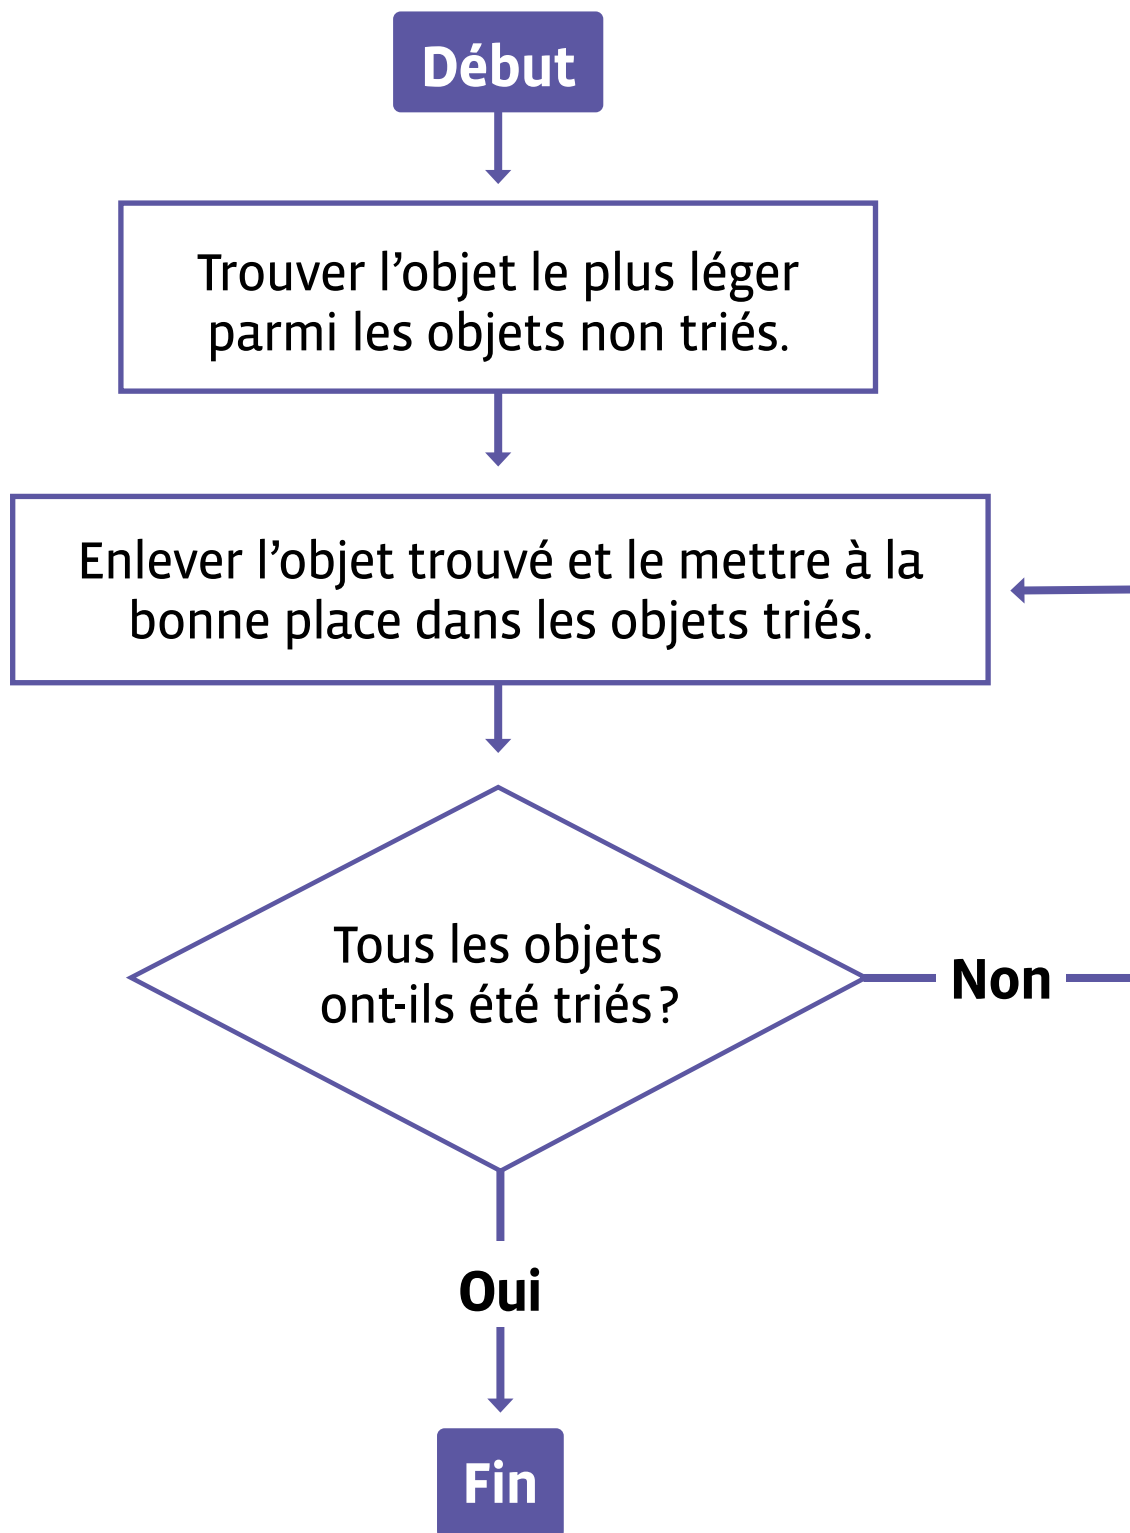 Début
Trouver l’objet le plus léger
parmi les objets non triés.
Enlever l’objet trouvé et le mettre à la
bonne place dans les objets triés.
Tous les objets
ont-ils été triés ?
Non
Oui
Fin